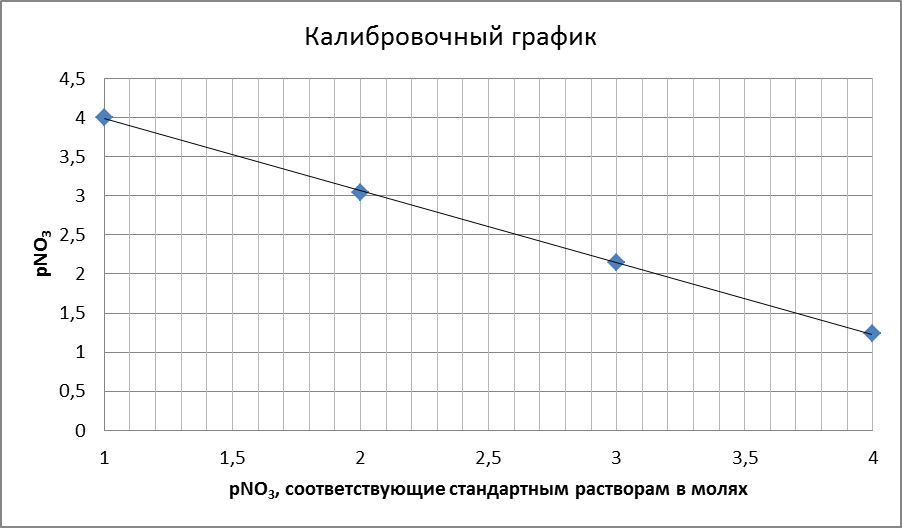 Калибровочный график
4,5
4
3,5
3
2,5
2
1,5
1
0,5
0
pNO₃
1 1,5 2 2,5 3 3,5 4
pNO₃, соответствующие стандартным растворам в молях